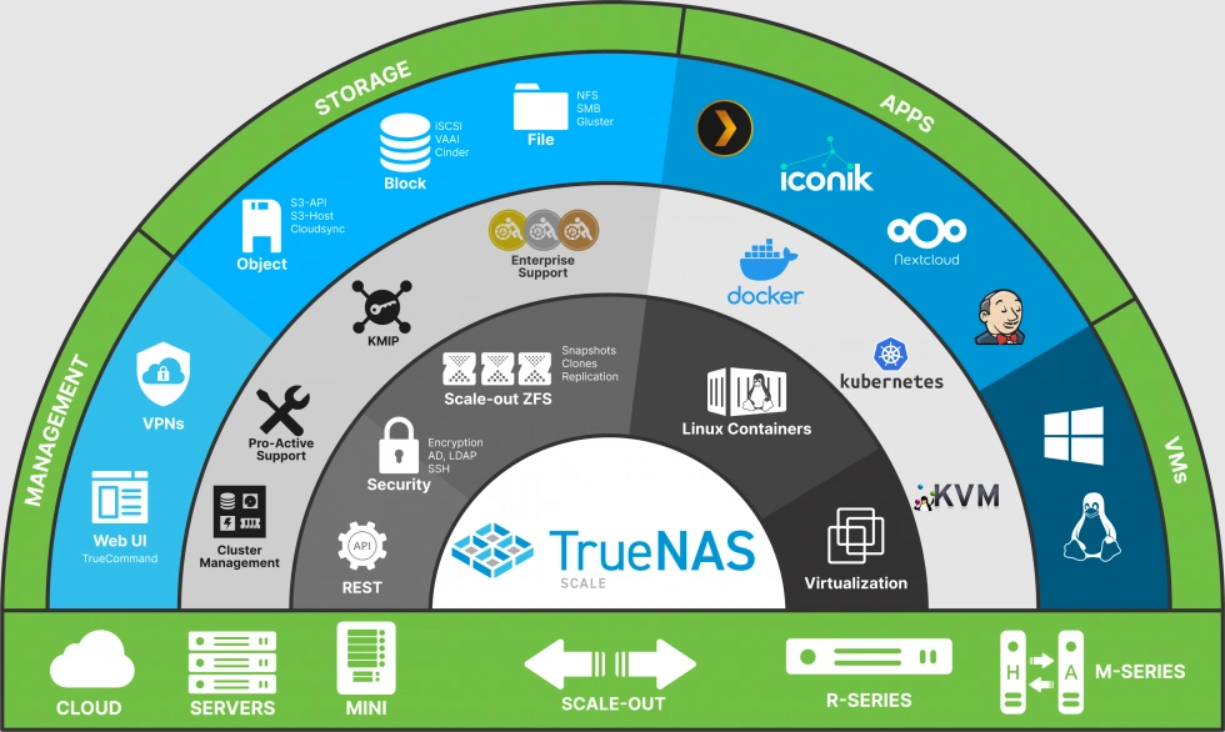 STORAGE
APPS
MANAGEMENT
VMs
File
NFS
SMB
Gluster
Block
iSCSI
VAAI
Cinder
Object
S3-API
S3-Host
Cloudsync
VPNs
Web UI
TrueCommand
iconik
Nextcloud
Enterprise
Support
KMIP
Pro-Active
Support
Cluster
Management
docker
kubernetes
KVM
Scale-out ZFS
Snapshots
Clones
Replication
Security
Encryption
AD, LDAP
SSH
API
REST
Linux Containers
Virtualization
TrueNAS
SCALE
CLOUD
SERVERS
MINI
SCALE-OUT
R-SERIES
H
A
M-SERIES